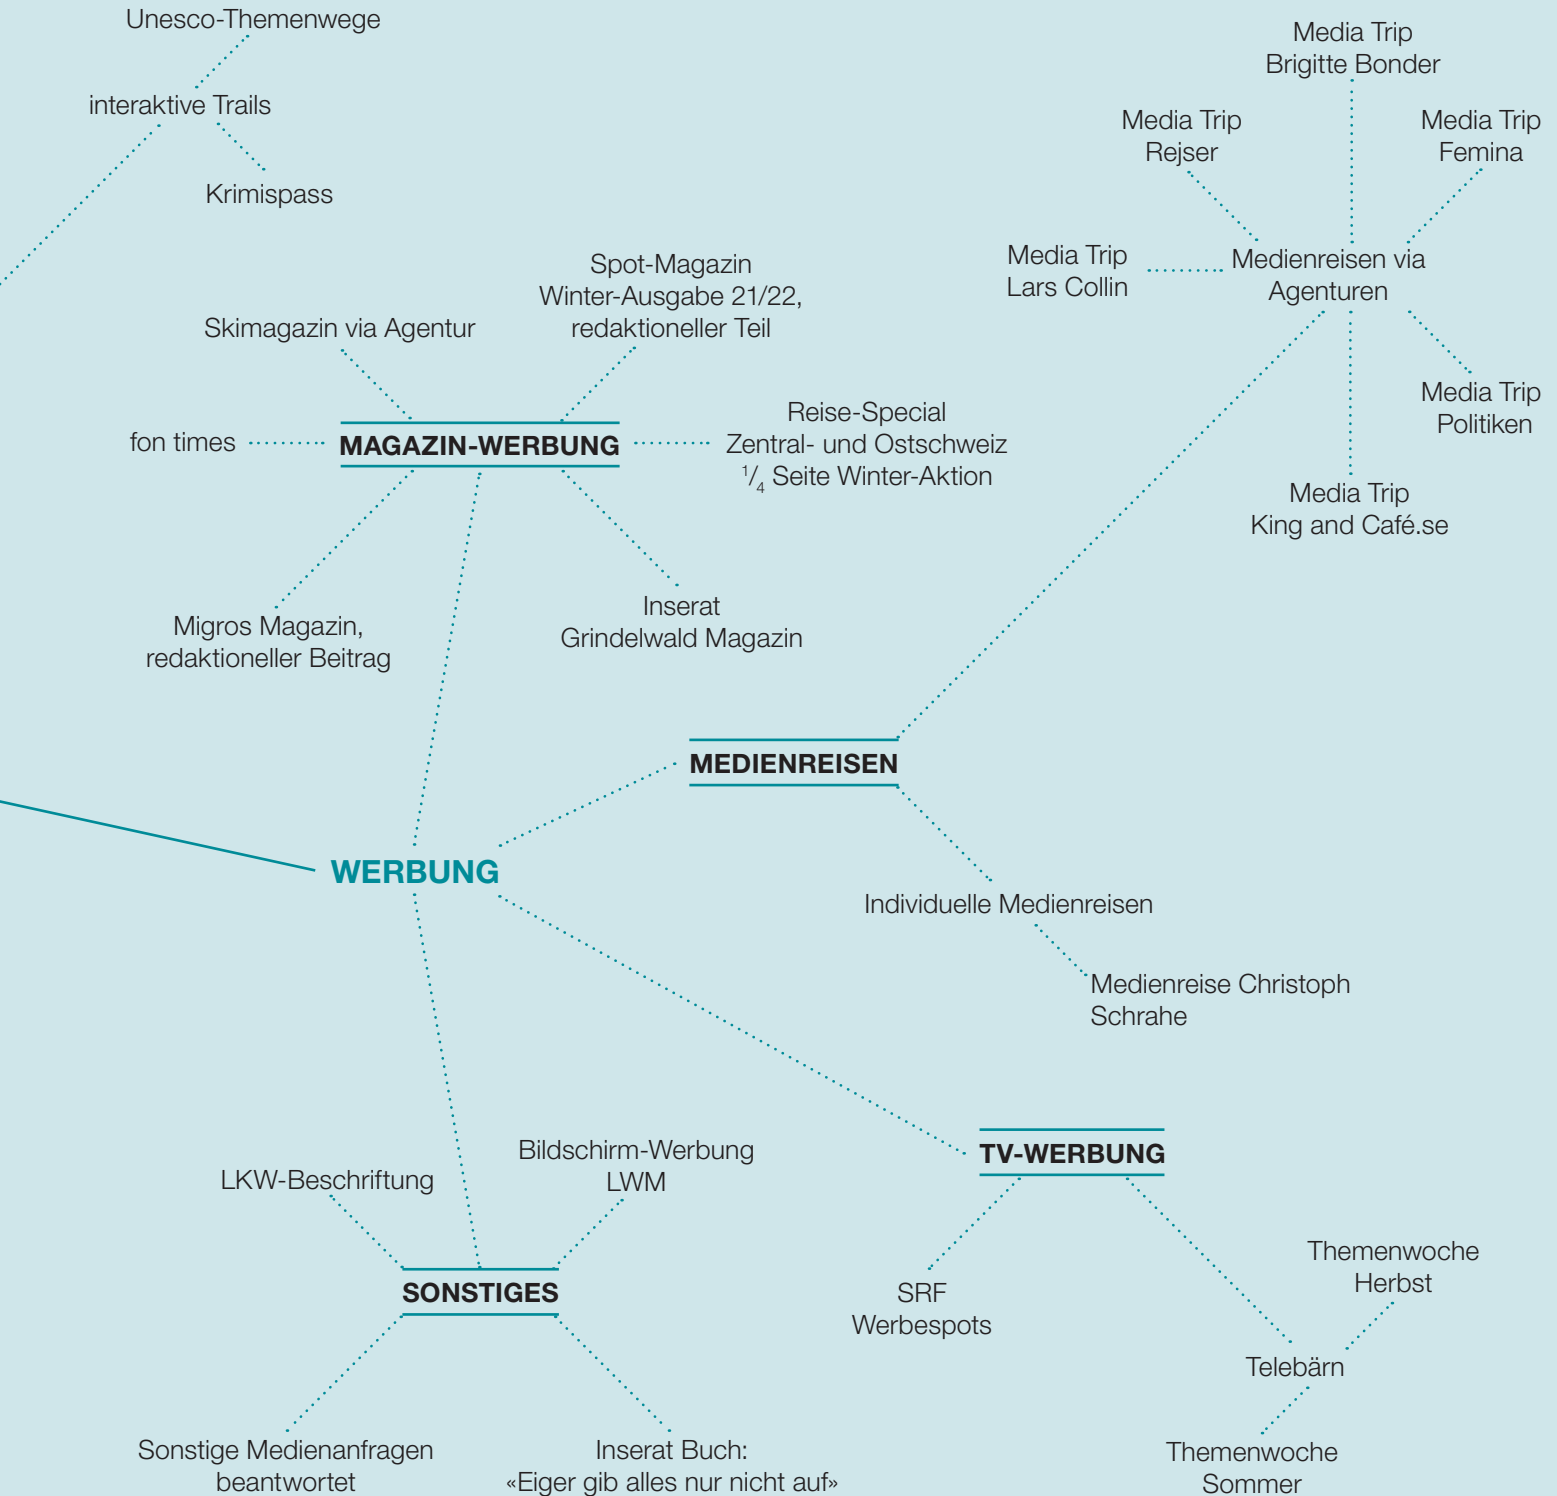 Unesco-Themenwege
interaktive Trails
Krimispass
Media Trip
Brigitte Bonder
Media Trip
Rejser
Media Trip
Femina
Media Trip
Lars Collin
Medienreisen via
Agenturen
Media Trip
Politiken
Media Trip
King and Café.se
Spot-Magazin
Winter-Ausgabe 21/22,
redaktioneller Teil
Skimagazin via Agentur
fon times
MAGAZIN-WERBUNG
Reise-Special
Zentral- und Ostschweiz
1/4 Seite Winter-Aktion
Migros Magazin,
redaktioneller Beitrag
Inserat
Grindelwald Magazin
MEDIENREISEN
WERBUNG
Individuelle Medienreisen
Medienreise Christoph
Schrahe
TV-WERBUNG
SRF
Werbespots
Themenwoche
Herbst
Telebärn
Themenwoche
Sommer
LKW-Beschriftung
Bildschirm-Werbung
LWM
SONSTIGES
Sonstige Medienanfragen
beantwortet
Inserat Buch:
«Eiger gib alles nur nicht auf»